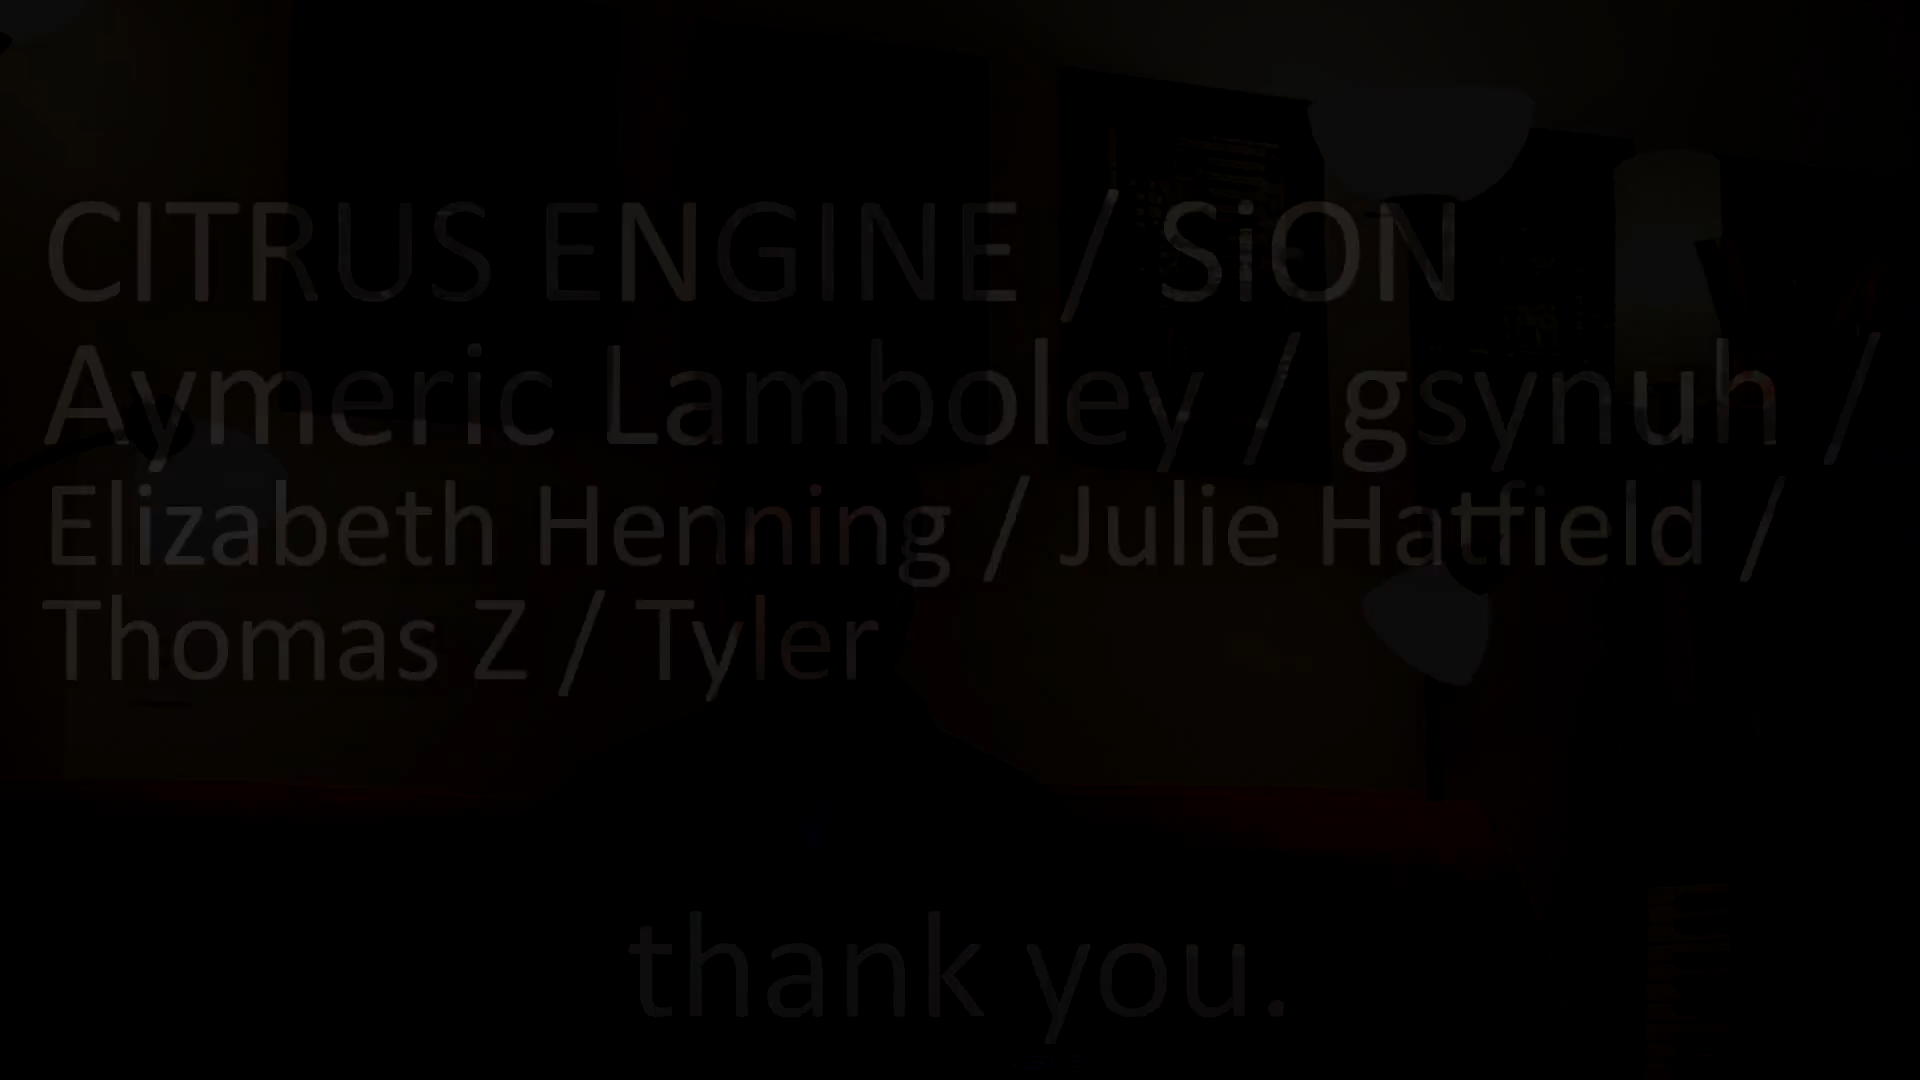 CITRUS ENGINE / SiON
Aymeric Lamboley / gsynuh /
Elizabeth Henning / Julie Hatfield /
Thomas Z / Tyler
thank you.